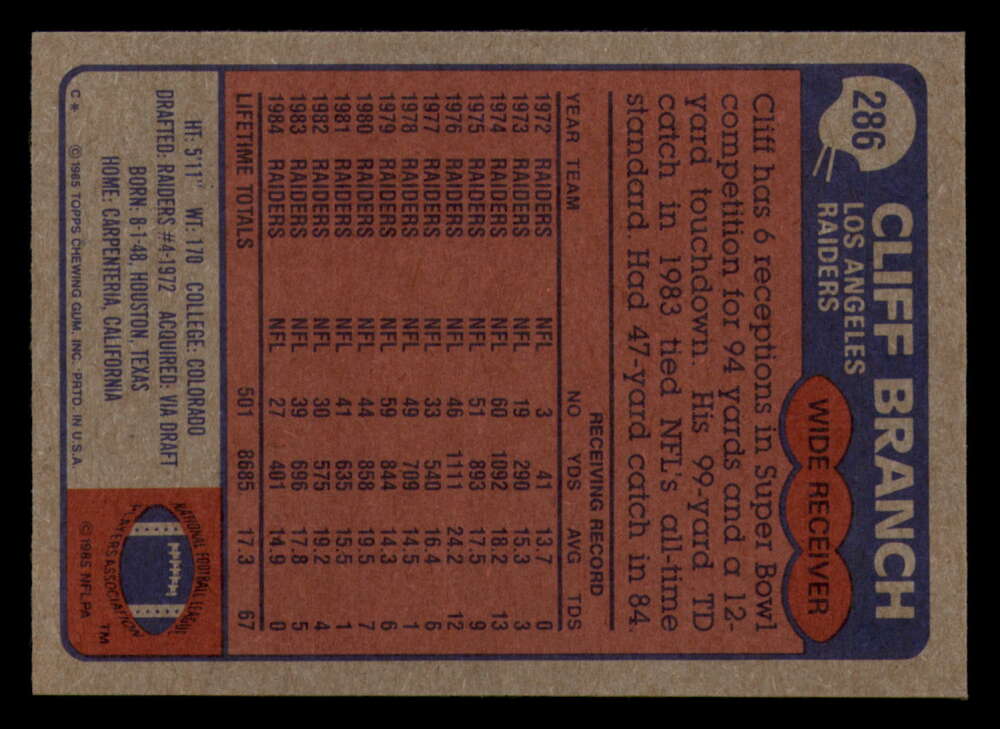 286
CLIFF BRANCH
LOS ANGELES
RAIDERS
WIDE RECEIVER
Cliff has 6 receptions in Super Bowl
competition for 94 yards and a 12-
yard touchdown. His 99-yard TD
catch in 1983 tied NFL's all-time
standard. Had 47-yard catch in 84.
RECEIVING RECORD
YEAR TEAM NO YDS AVG TDS
1972 RAIDERS NFL 3 41 13.7 0
1973 RAIDERS NFL 19 290 15.3 3
1974 RAIDERS NFL 60 1092 18.2 13
1975 RAIDERS NFL 51 893 17.5 9
1976 RAIDERS NFL 46 1111 24.2 12
1977 RAIDERS NFL 33 540 16.4 6
1978 RAIDERS NFL 49 709 14.5 1
1979 RAIDERS NFL 59 844 14.3 6
1980 RAIDERS NFL 44 858 19.5 7
1981 RAIDERS NFL 41 635 15.5 1
1982 RAIDERS NFL 30 575 19.2 4
1983 RAIDERS NFL 39 696 17.8 5
1984 RAIDERS NFL 27 401 14.9 0
LIFETIME TOTALS 501 8685 17.3 67
HT: 5'11" WT: 170 COLLEGE: COLORADO
DRAFTED: RAIDERS #4-1972 ACQUIRED: VIA DRAFT
BORN: 8-1-48, HOUSTON, TEXAS
HOME: CARPENTERIA, CALIFORNIA
C* ©1985 TOPPS CHEWING GUM, INC. PRTD. IN U.S.A.
NATIONAL FOOTBALL LEAGUE
PLAYERS ASSOCIATION
TM
©1985 NFLPA